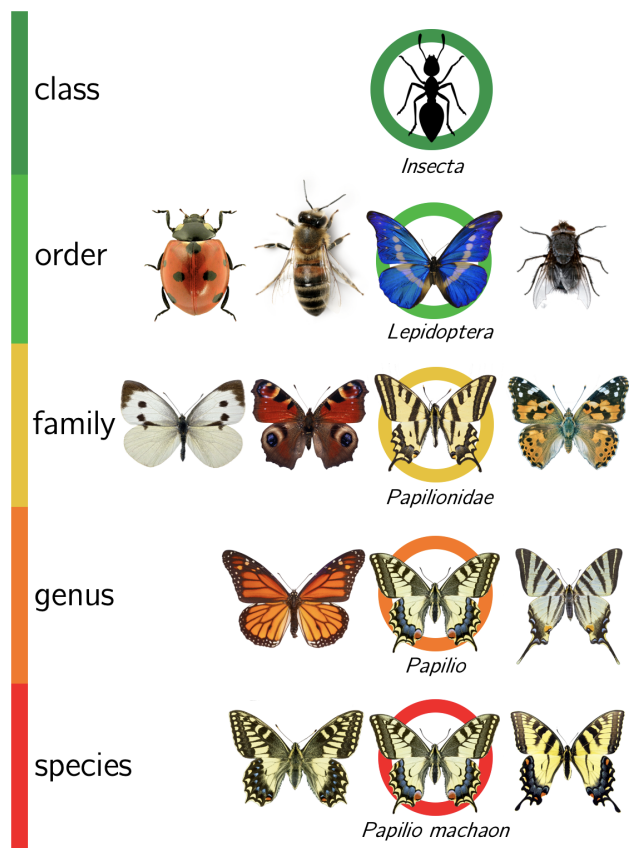 class
Insecta
order
Lepidoptera
family
Papilionidae
genus
Papilio
species
Papilio machaon